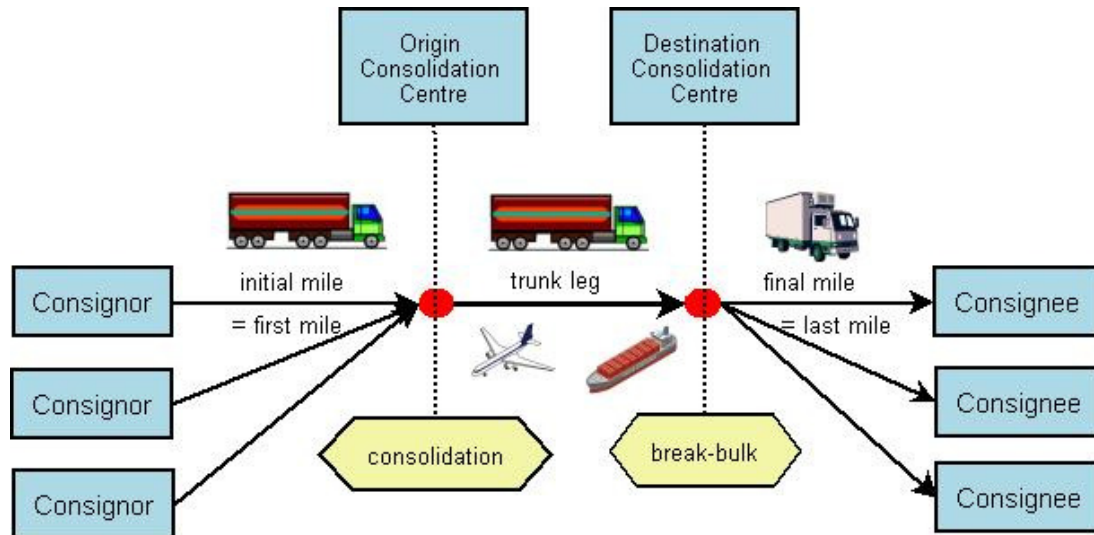 Origin
Consolidation
Centre
Destination
Consolidation
Centre
initial mile
trunk leg
final mile
Consignor
= first mile
= last mile
Consignee
Consignor
Consignee
consolidation
break-bulk
Consignor
Consignee